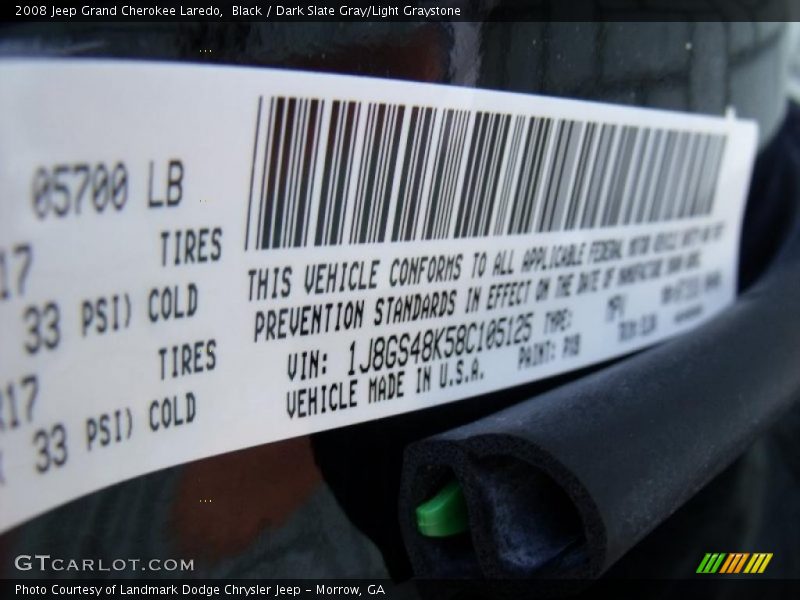 2008 Jeep Grand Cherokee Laredo,  Black / Dark Slate Gray/Light Graystone
05700 LB
17 TIRES
33 PSI) COLD
R17 TIRES
33 PSI) COLD
THIS VEHICLE CONFORMS TO ALL APPLICABLE FEDERAL MOTOR VEHICLE SAFETY AND THEFT
PREVENTION STANDARDS IN EFFECT ON THE DATE OF MANUFACTURE SHOWN ABOVE.
VIN: 1J8GS48K58C105125 TYPE: MPV
VEHICLE MADE IN U.S.A. PAINT:
GTCARLOT.COM
Photo Courtesy of Landmark Dodge Chrysler Jeep - Morrow, GA